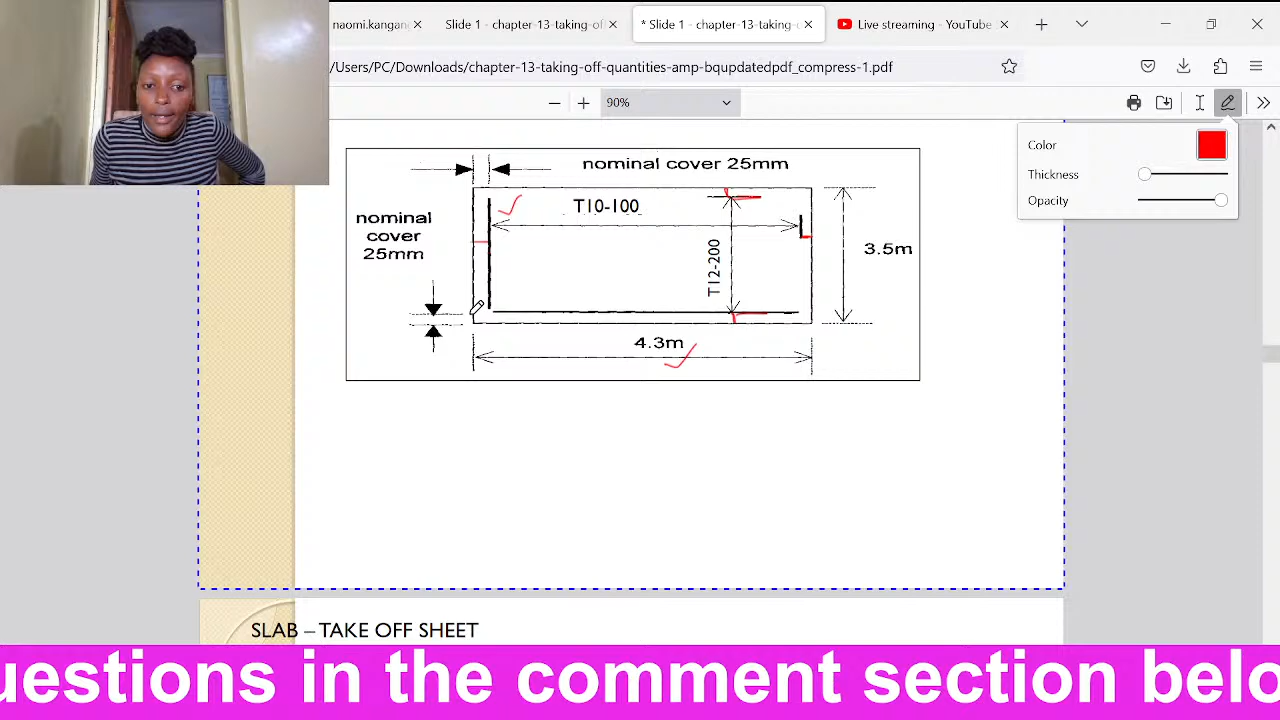 naomi.kangan
Slide 1 - chapter-13-taking-of
* Slide 1 - chapter-13-taking-
Live streaming - YouTube
/Users/PC/Downloads/chapter-13-taking-off-quantities-amp-bqupdatedpdf_compress-1.pdf
90%
Color
Thickness
Opacity
nominal cover 25mm
nominal
cover
25mm
T10-100
T12-200
3.5m
4.3m
SLAB – TAKE OFF SHEET
uestions in the comment section belo